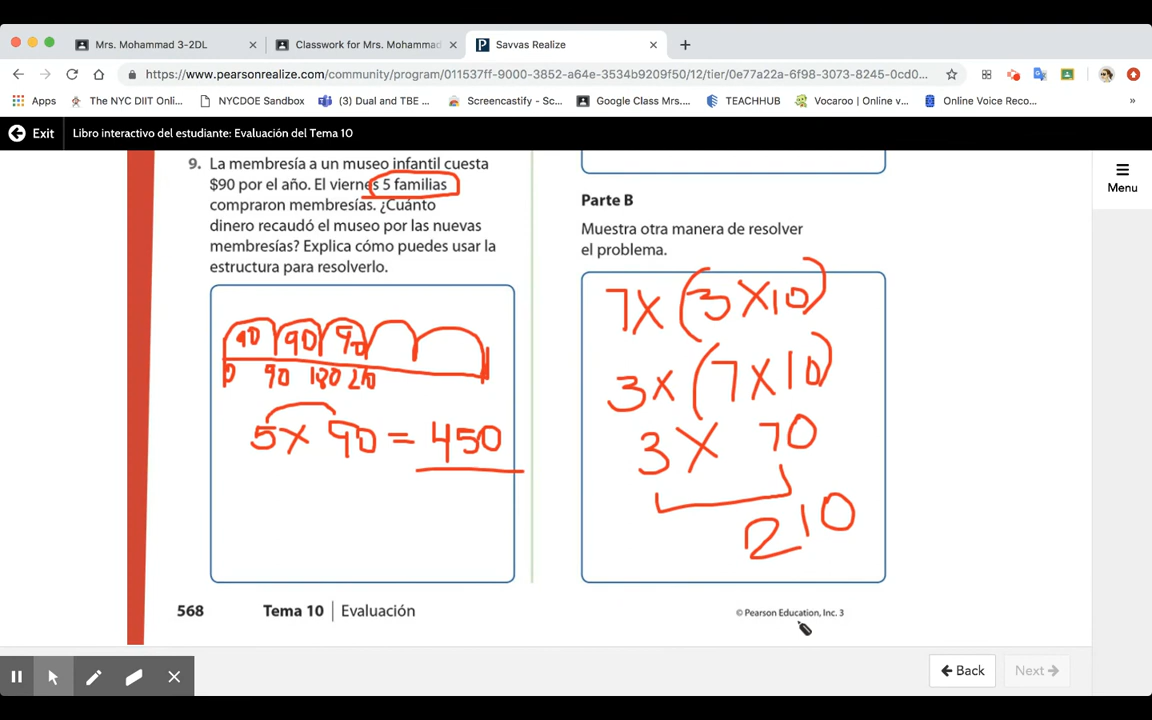 Mrs. Mohammad 3-2DL
Classwork for Mrs. Mohammad
Savvas Realize
https://www.pearsonrealize.com/community/program/011537ff-9000-3852-a64e-3534b9209f50/12/tier/0e77a22a-6f98-3073-8245-0cd0...
Apps
The NYC DIIT Onli...
NYCDOE Sandbox
(3) Dual and TBE ...
Screencastify - Sc...
Google Class Mrs....
TEACHHUB
Vocaroo | Online v...
Online Voice Reco...
»
Exit
Libro interactivo del estudiante: Evaluación del Tema 10
Menu
9. La membresía a un museo infantil cuesta
$90 por el año. El viernes 5 familias
compraron membresías. ¿Cuánto
dinero recaudó el museo por las nuevas
membresías? Explica cómo puedes usar la
estructura para resolverlo.
90 90 90
0 90 180 210
5 X 90 = 450
Parte B
Muestra otra manera de resolver
el problema.
7X (3 X10)
3X (7 X10)
3 X 70
210
568 Tema 10 | Evaluación
© Pearson Education, Inc. 3
Back
Next